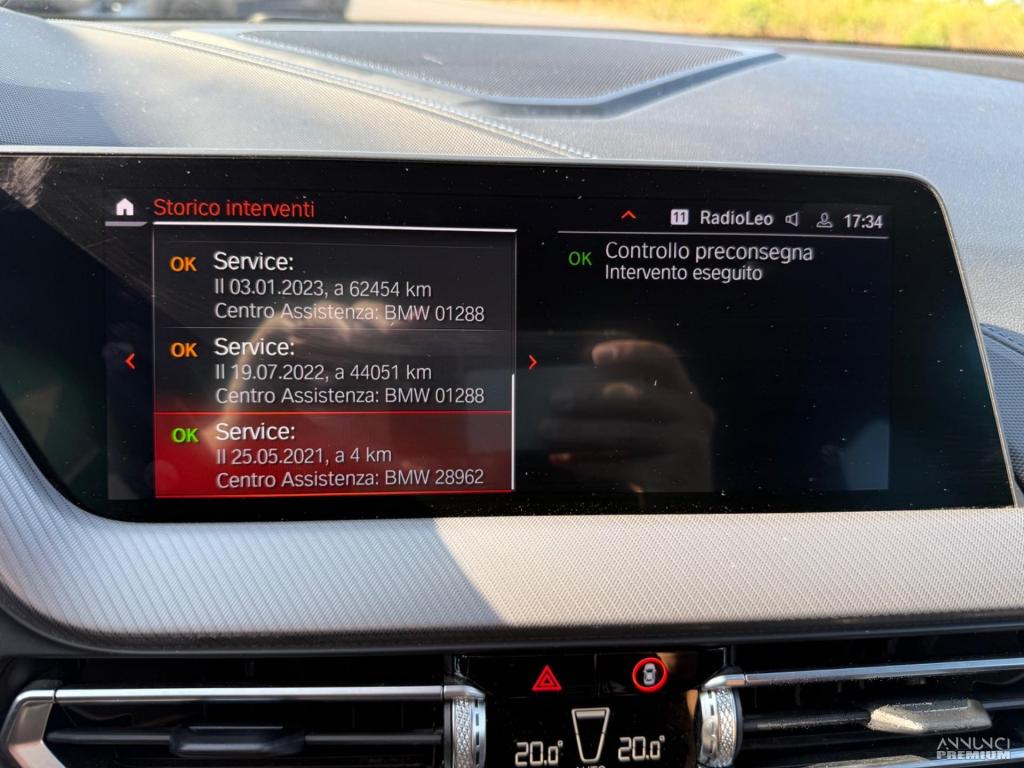 Storico interventi
11 RadioLeo 17:34
OK Service:
Il 03.01.2023, a 62454 km
Centro Assistenza: BMW 01288
OK Service:
Il 19.07.2022, a 44051 km
Centro Assistenza: BMW 01288
OK Service:
Il 25.05.2021, a 4 km
Centro Assistenza: BMW 28962
OK Controllo preconsegna
Intervento eseguito
20.0° 20.0°
AUTO
ANNUNCI
PREMIUM